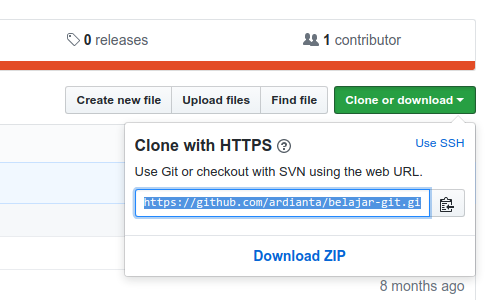 0 releases
1 contributor
Create new file
Upload files
Find file
Clone or download
Clone with HTTPS
Use SSH
Use Git or checkout with SVN using the web URL.
https://github.com/ardianta/belajar-git.gi
Download ZIP
8 months ago